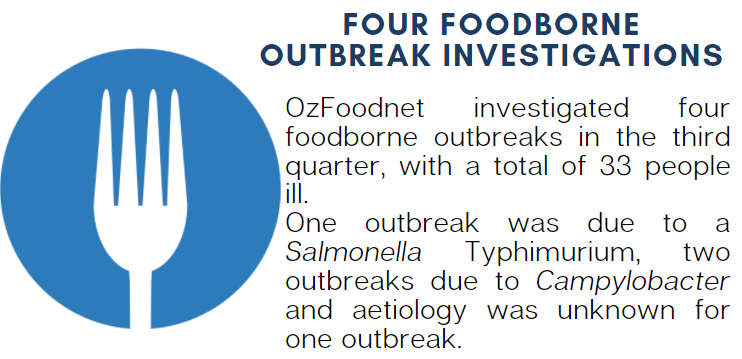 FOUR FOODBORNE
OUTBREAK INVESTIGATIONS
OzFoodnet investigated four
foodborne outbreaks in the third
quarter, with a total of 33 people
ill.
One outbreak was due to a
Salmonella Typhimurium, two
outbreaks due to Campylobacter
and aetiology was unknown for
one outbreak.